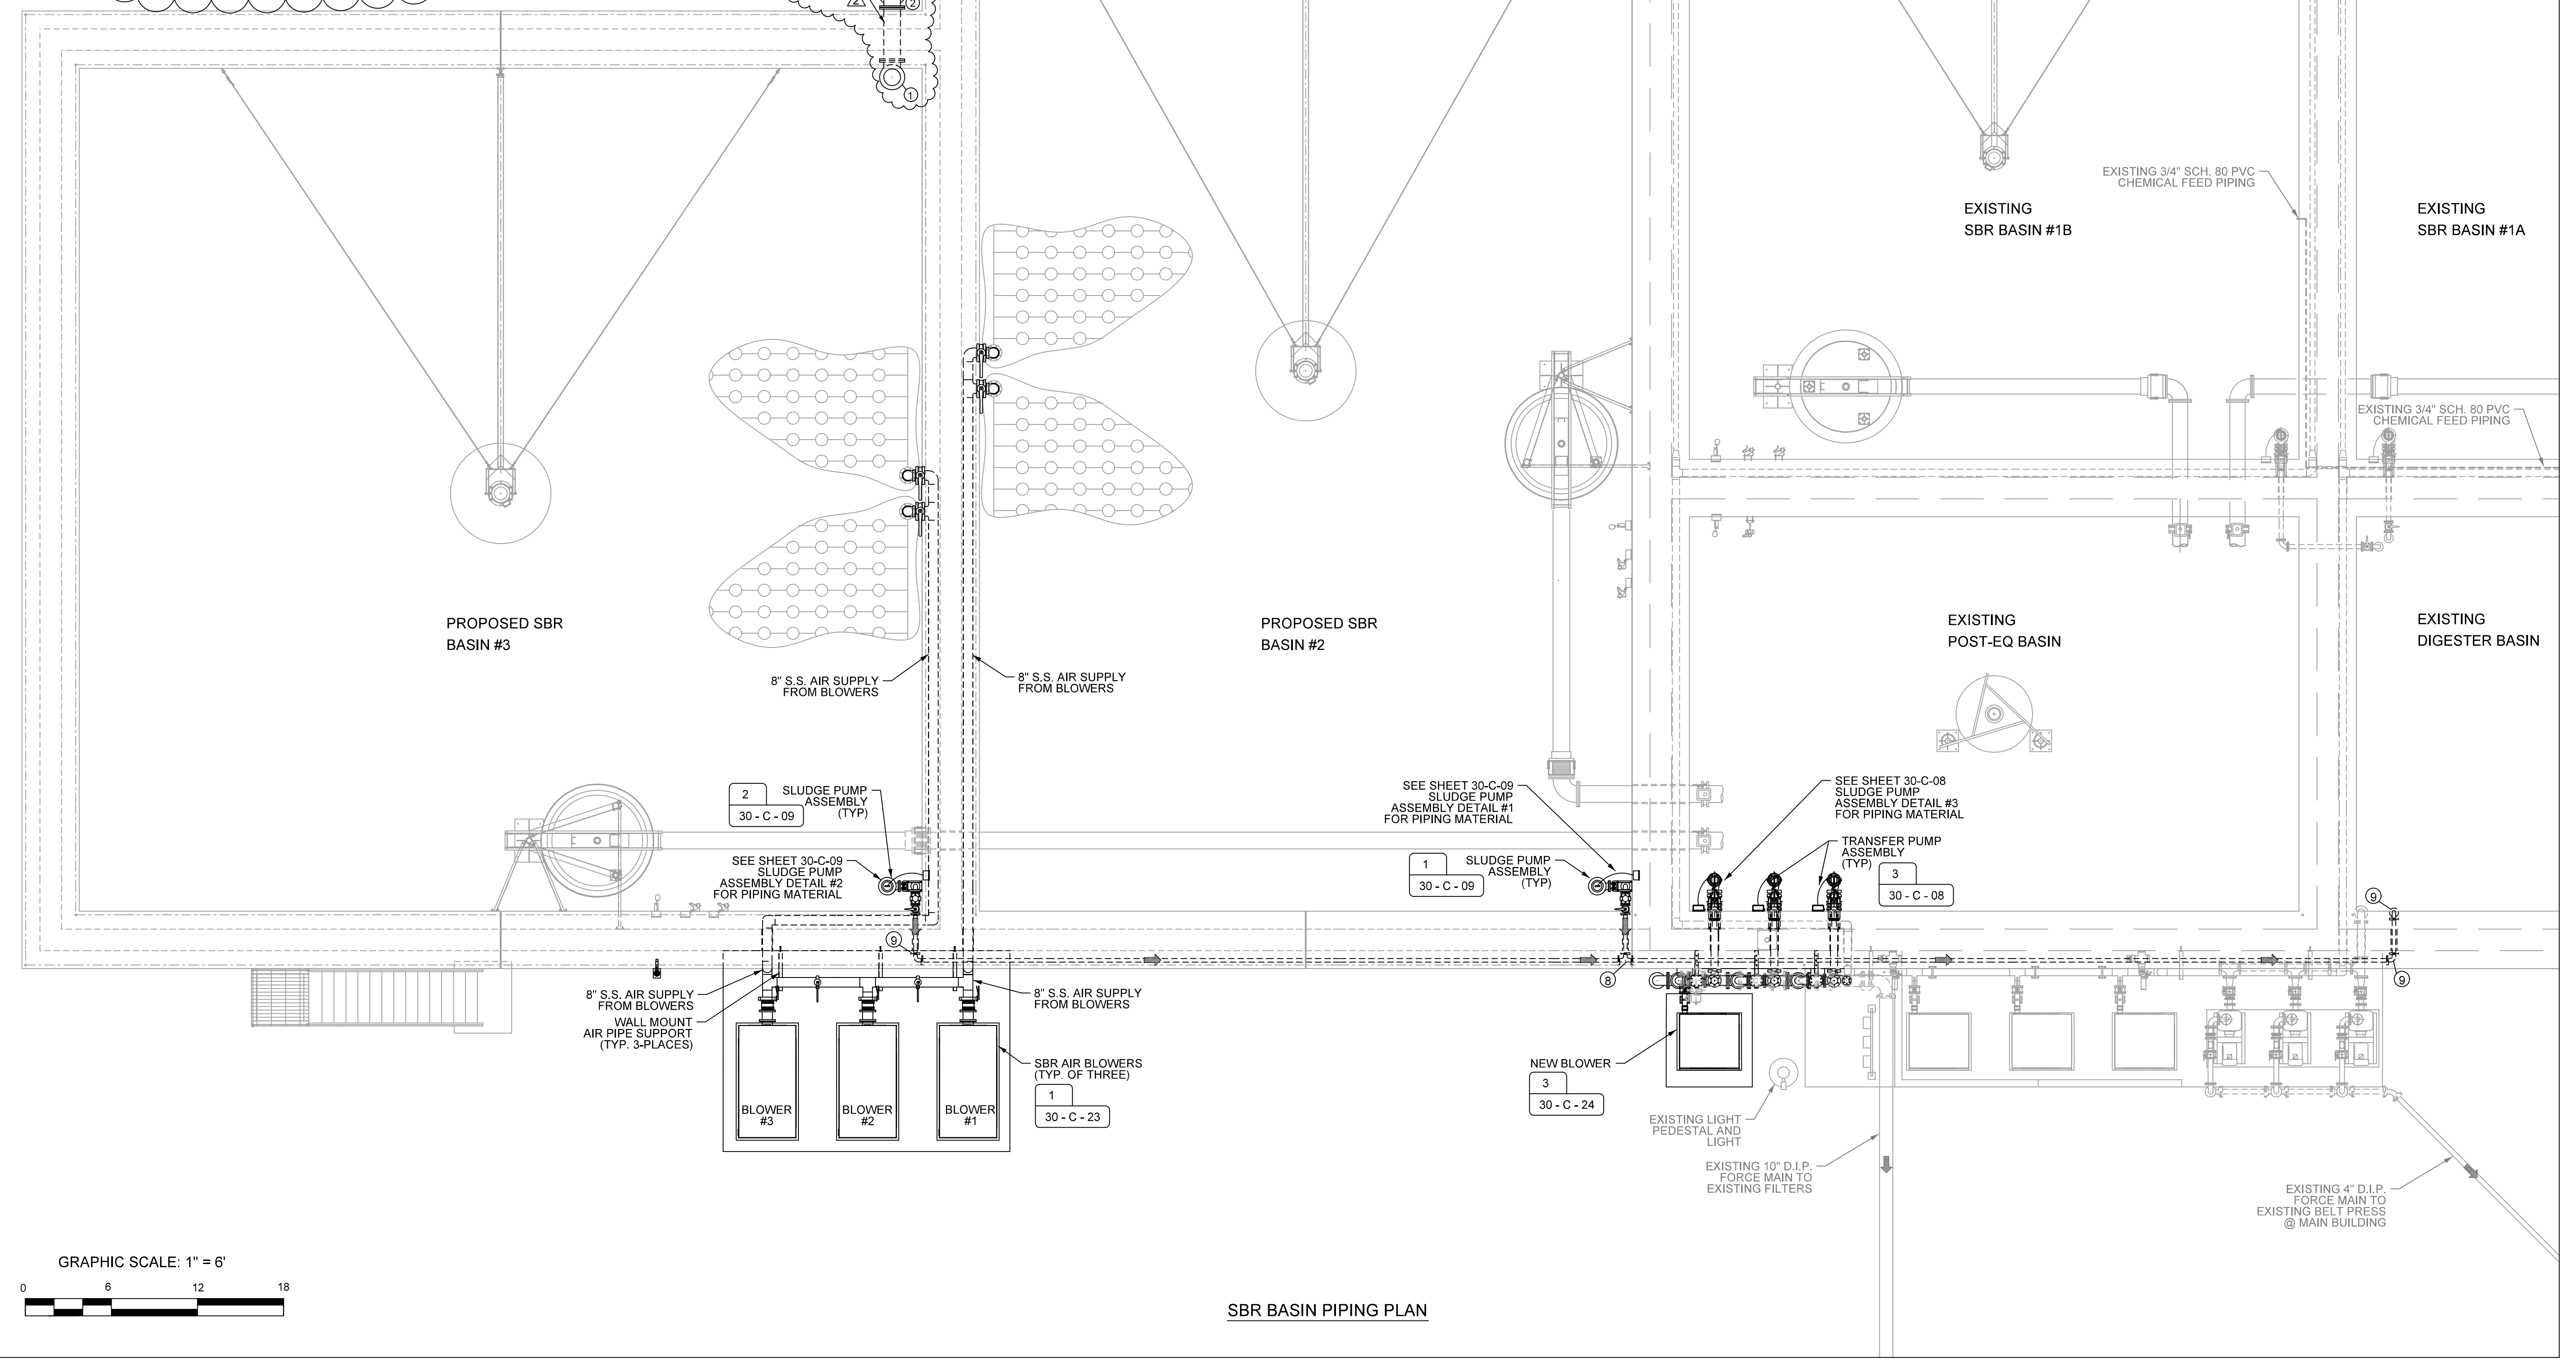 2
2
1
EXISTING 3/4" SCH. 80 PVC
CHEMICAL FEED PIPING
EXISTING
SBR BASIN #1B
EXISTING
SBR BASIN #1A
EXISTING 3/4" SCH. 80 PVC
CHEMICAL FEED PIPING
PROPOSED SBR
BASIN #3
PROPOSED SBR
BASIN #2
EXISTING
POST-EQ BASIN
EXISTING
DIGESTER BASIN
8" S.S. AIR SUPPLY
FROM BLOWERS
8" S.S. AIR SUPPLY
FROM BLOWERS
2
30 - C - 09
SLUDGE PUMP
ASSEMBLY
(TYP)
SEE SHEET 30-C-09
SLUDGE PUMP
ASSEMBLY DETAIL #2
FOR PIPING MATERIAL
SEE SHEET 30-C-09
SLUDGE PUMP
ASSEMBLY DETAIL #1
FOR PIPING MATERIAL
1
30 - C - 09
SLUDGE PUMP
ASSEMBLY
(TYP)
SEE SHEET 30-C-08
SLUDGE PUMP
ASSEMBLY DETAIL #3
FOR PIPING MATERIAL
TRANSFER PUMP
ASSEMBLY
(TYP)
3
30 - C - 08
9
9
8
9
8" S.S. AIR SUPPLY
FROM BLOWERS
WALL MOUNT
AIR PIPE SUPPORT
(TYP. 3-PLACES)
8" S.S. AIR SUPPLY
FROM BLOWERS
SBR AIR BLOWERS
(TYP. OF THREE)
1
30 - C - 23
BLOWER
#3
BLOWER
#2
BLOWER
#1
NEW BLOWER
3
30 - C - 24
EXISTING LIGHT
PEDESTAL AND
LIGHT
EXISTING 10" D.I.P.
FORCE MAIN TO
EXISTING FILTERS
EXISTING 4" D.I.P.
FORCE MAIN TO
EXISTING BELT PRESS
@ MAIN BUILDING
GRAPHIC SCALE: 1" = 6'
0 6 12 18
SBR BASIN PIPING PLAN